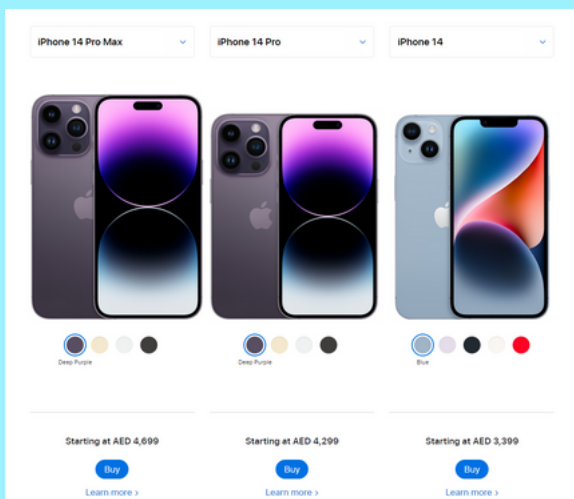 iPhone 14 Pro Max
iPhone 14 Pro
iPhone 14
Deep Purple
Deep Purple
Blue
Starting at AED 4,699
Starting at AED 4,299
Starting at AED 3,399
Buy
Buy
Buy
Learn more >
Learn more >
Learn more >